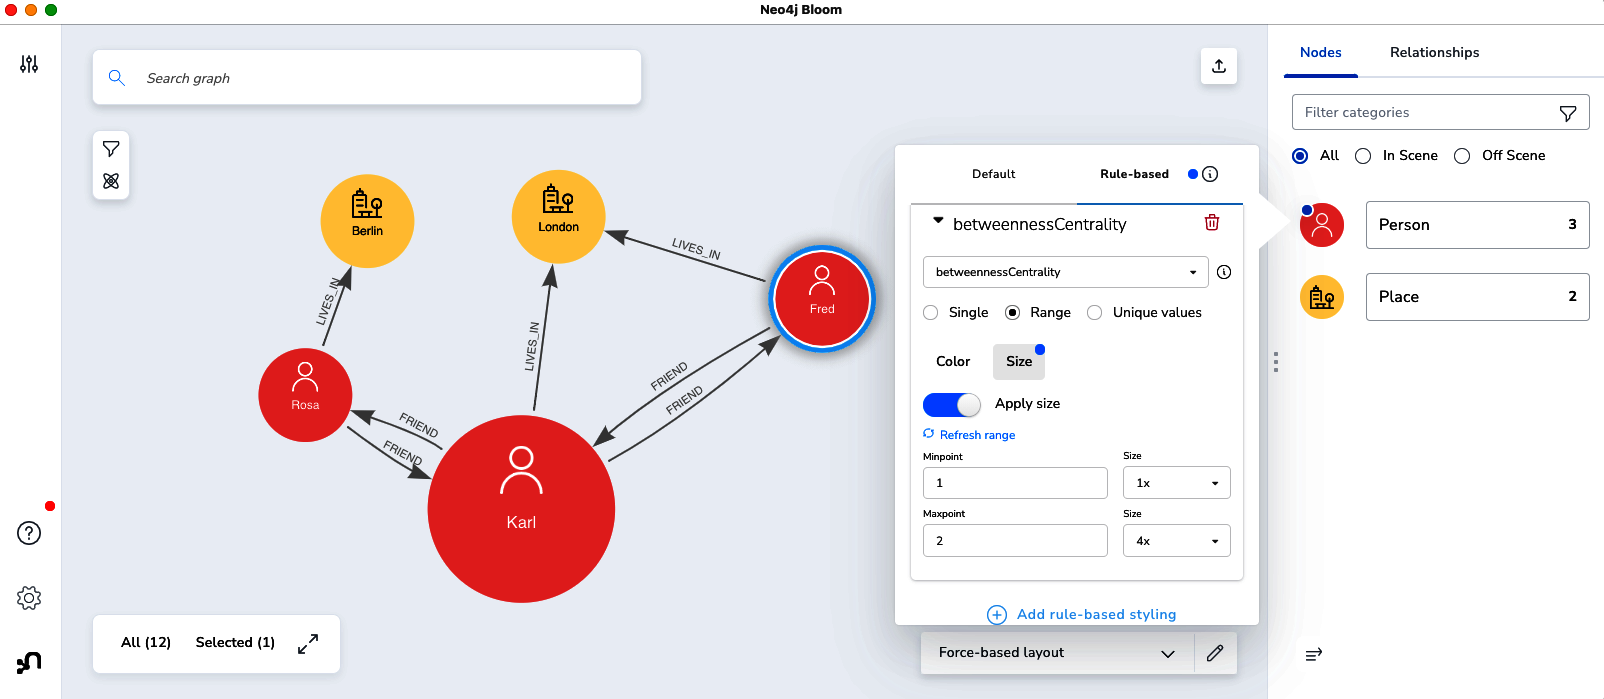 Neo4j Bloom
Search graph
Nodes
Relationships
Filter categories
All
In Scene
Off Scene
Person
3
Place
2
Berlin
London
Fred
Rosa
Karl
LIVES_IN
LIVES_IN
LIVES_IN
FRIEND
FRIEND
FRIEND
FRIEND
Default
Rule-based
betweennessCentrality
betweennessCentrality
Single
Range
Unique values
Color
Size
Apply size
Refresh range
Minpoint
Size
1
1x
Maxpoint
Size
2
4x
Add rule-based styling
All (12)
Selected (1)
Force-based layout